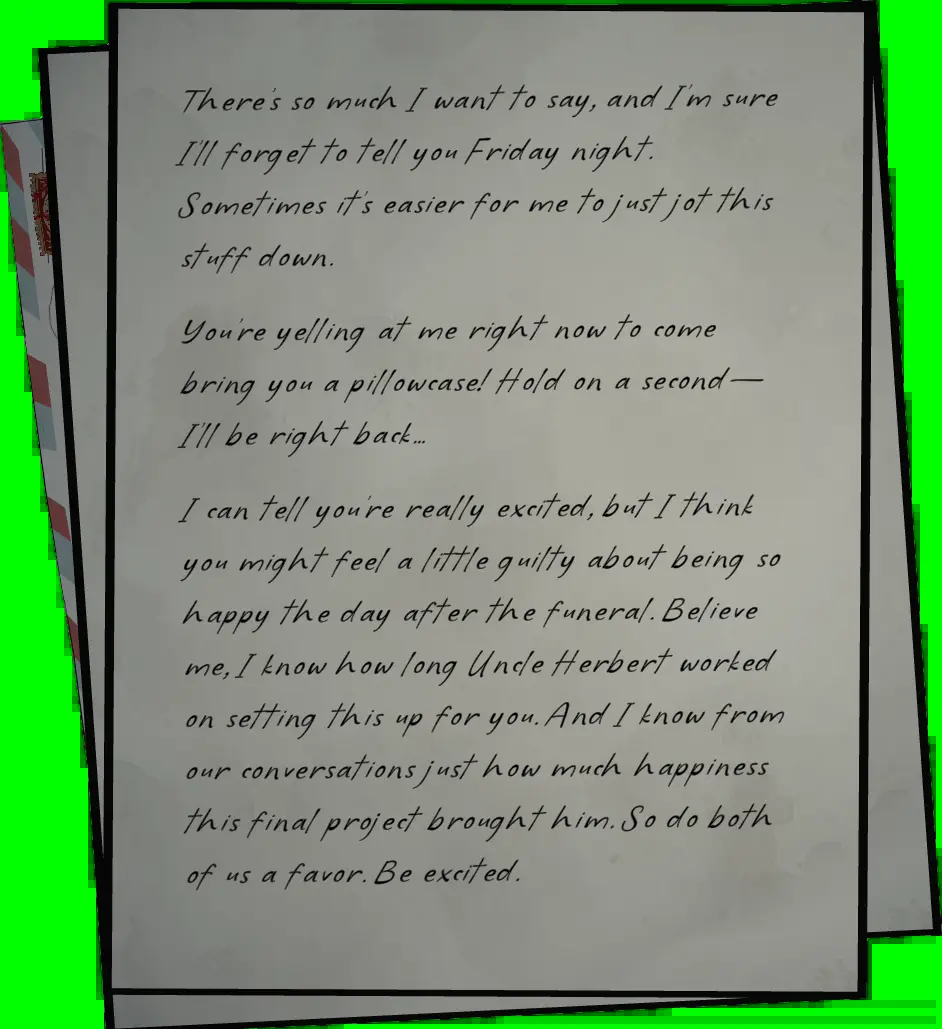 There's so much I want to say, and I'm sure
I'll forget to tell you Friday night.
Sometimes it's easier for me to just jot this
stuff down.
You're yelling at me right now to come
bring you a pillowcase! Hold on a second—
I'll be right back...
I can tell you're really excited, but I think
you might feel a little guilty about being so
happy the day after the funeral. Believe
me, I know how long Uncle Herbert worked
on setting this up for you. And I know from
our conversations just how much happiness
this final project brought him. So do both
of us a favor. Be excited.